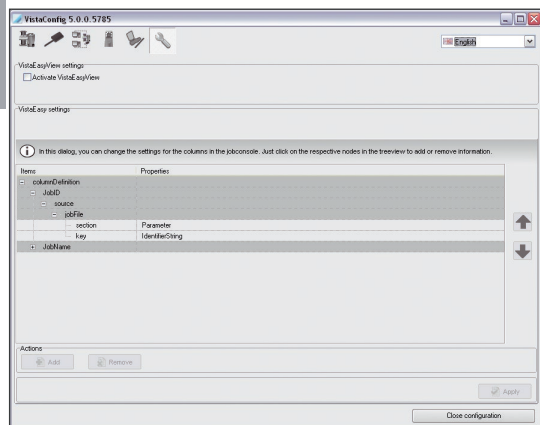 VistaConfig 5.0.0.5785
English
VistaEasyView settings
Activate VistaEasyView
VistaEasy settings
In this dialog, you can change the settings for the columns in the jobconsole. Just click on the respective nodes in the treeview to add or remove information.
Items Properties
columnDefinition
JobID
source
jobFile
section Parameter
key IdentifierString
JobName
Actions
Add Remove
Apply
Close configuration